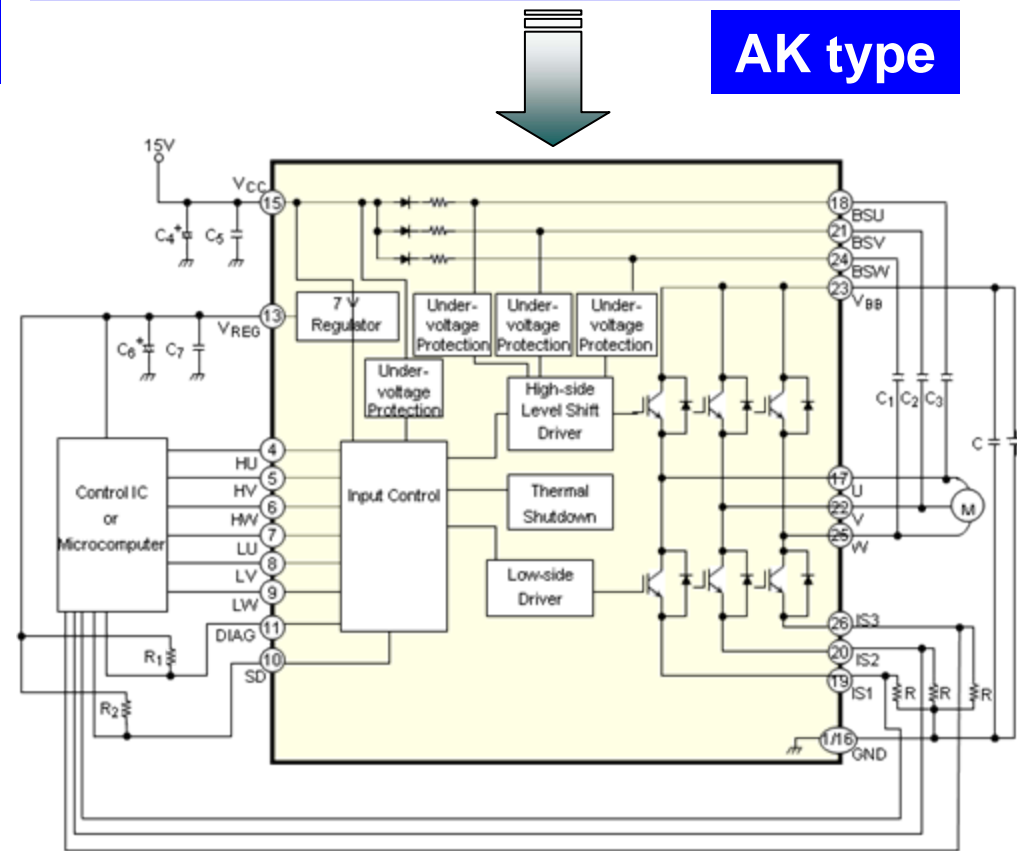 AK type
15V
VCC
15
C4
+
C5
18
BSU
21
BSV
24
BSW
23
VBB
13
VREG
C6
+
C7
7 V
Regulator
Under-
voltage
Protection
Under-
voltage
Protection
Under-
voltage
Protection
Under-
voltage
Protection
High-side
Level Shift
Driver
C1
C2
C3
C
Control IC
or
Microcomputer
4
HU
5
HV
6
HW
7
LU
8
LV
9
LW
11
DIAG
10
SD
Input Control
Thermal
Shutdown
Low-side
Driver
17
U
22
V
25
W
M
26
IS3
20
IS2
19
IS1
R
R
R
1/16
GND
R1
R2